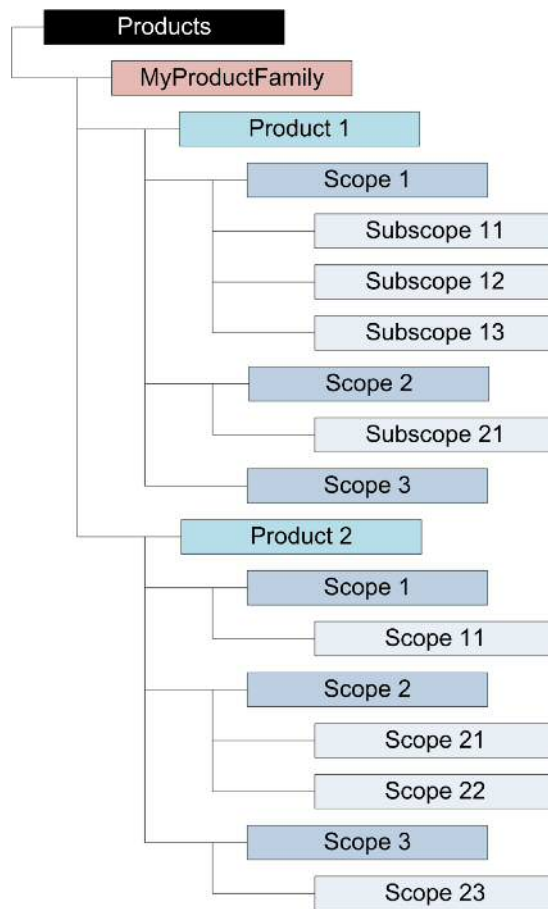 Products
MyProductFamily
Product 1
Scope 1
Subscope 11
Subscope 12
Subscope 13
Scope 2
Subscope 21
Scope 3
Product 2
Scope 1
Scope 11
Scope 2
Scope 21
Scope 22
Scope 3
Scope 23